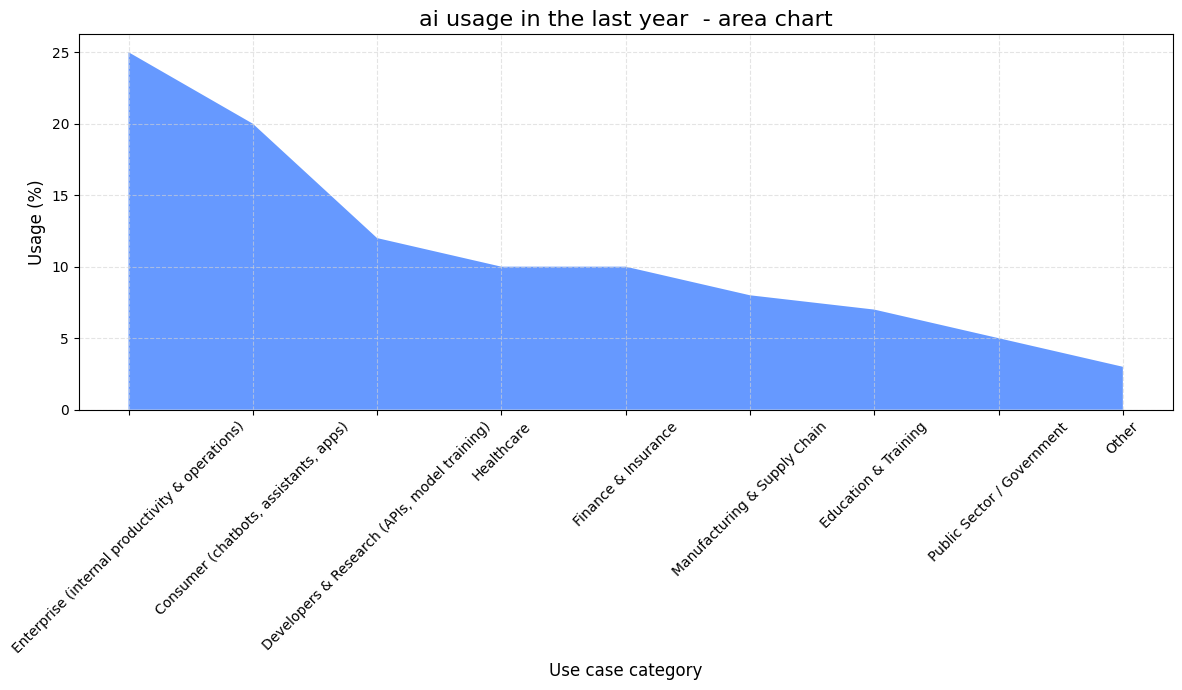 ai usage in the last year  - area chart
Usage (%)
25
20
15
10
5
0
Enterprise (internal productivity & operations)
Consumer (chatbots, assistants, apps)
Developers & Research (APIs, model training)
Healthcare
Finance & Insurance
Manufacturing & Supply Chain
Education & Training
Public Sector / Government
Other
Use case category